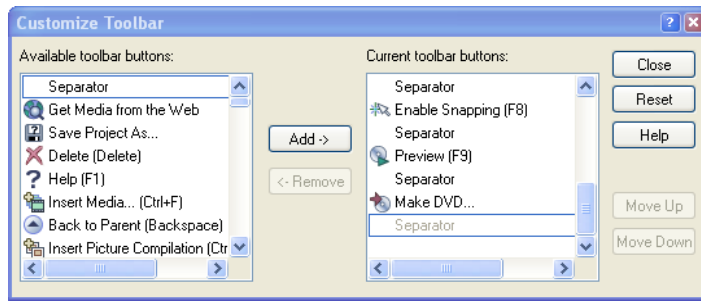 Customize Toolbar
Available toolbar buttons:
Separator
Get Media from the Web
Save Project As...
Delete (Delete)
Help (F1)
Insert Media... (Ctrl+F)
Back to Parent (Backspace)
Insert Picture Compilation (Ctr
Add ->
<- Remove
Current toolbar buttons:
Separator
Enable Snapping (F8)
Separator
Preview (F9)
Separator
Make DVD...
Separator
Close
Reset
Help
Move Up
Move Down